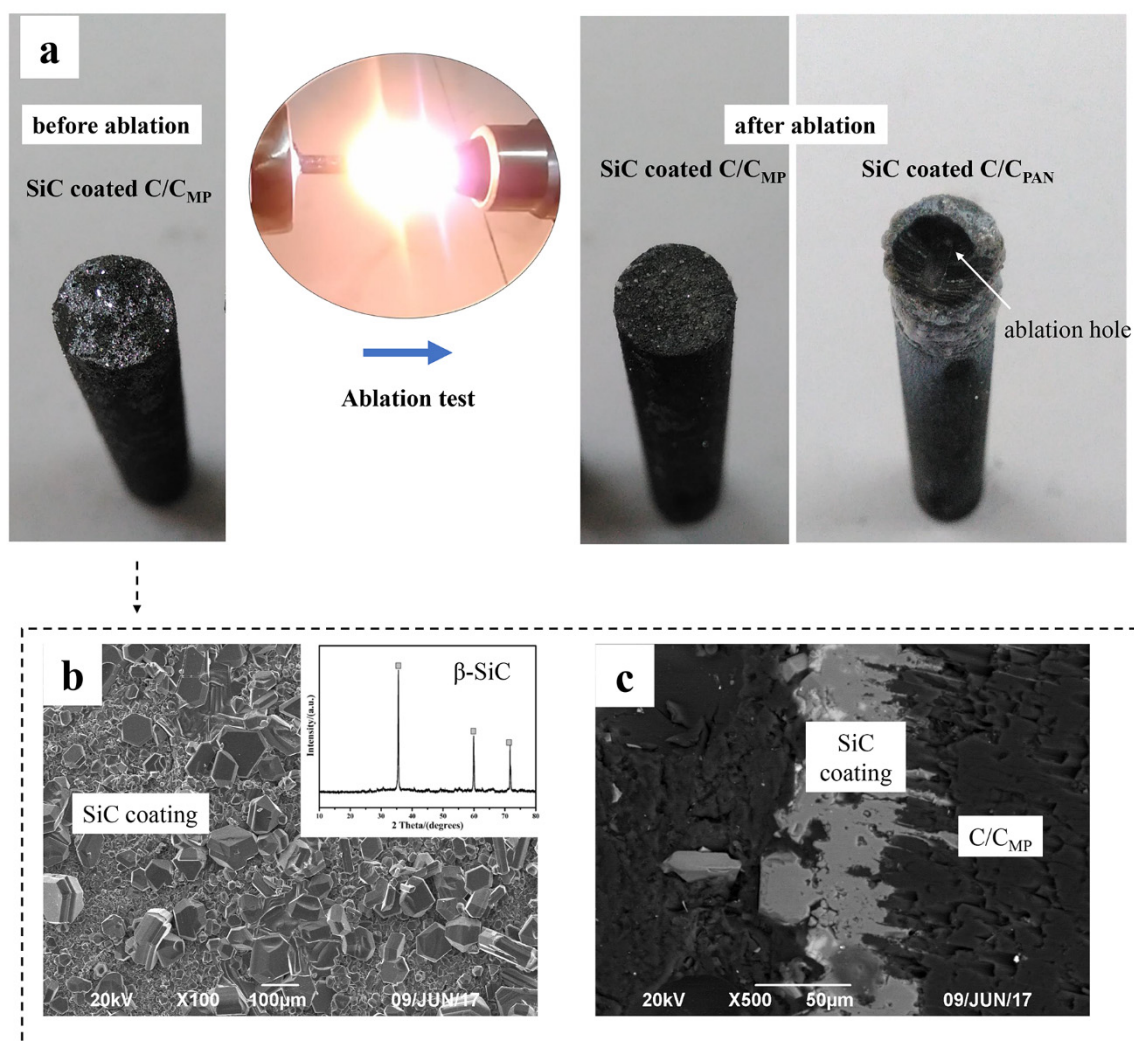 a
before ablation
SiC coated C/CMP
Ablation test
after ablation
SiC coated C/CMP
SiC coated C/CPAN
ablation hole
b
SiC coating
β-SiC
Intensity/(a.u.)
10 20 30 40 50 60 70 80
2 Theta/(degrees)
20kV X100 100µm 09/JUN/17
c
SiC
coating
C/CMP
20kV X500 50µm 09/JUN/17